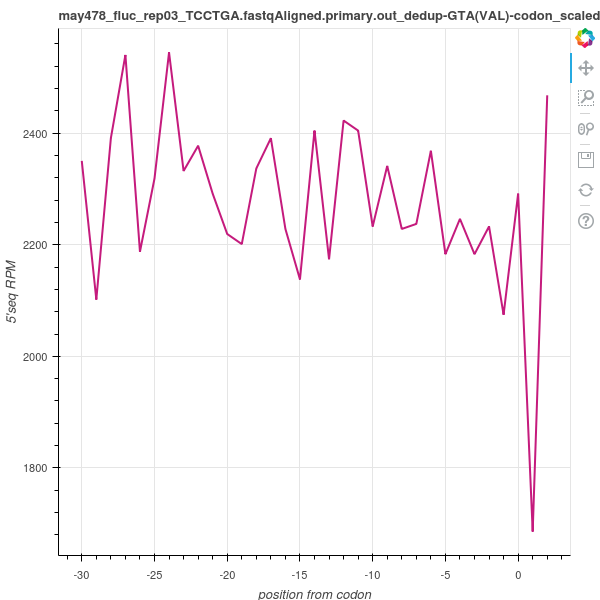 may478_fluc_rep03_TCCTGA.fastqAligned.primary.out_dedup-GTA(VAL)-codon_scaled
2400
2200
2000
1800
5'seq RPM
-30 -25 -20 -15 -10 -5 0
position from codon